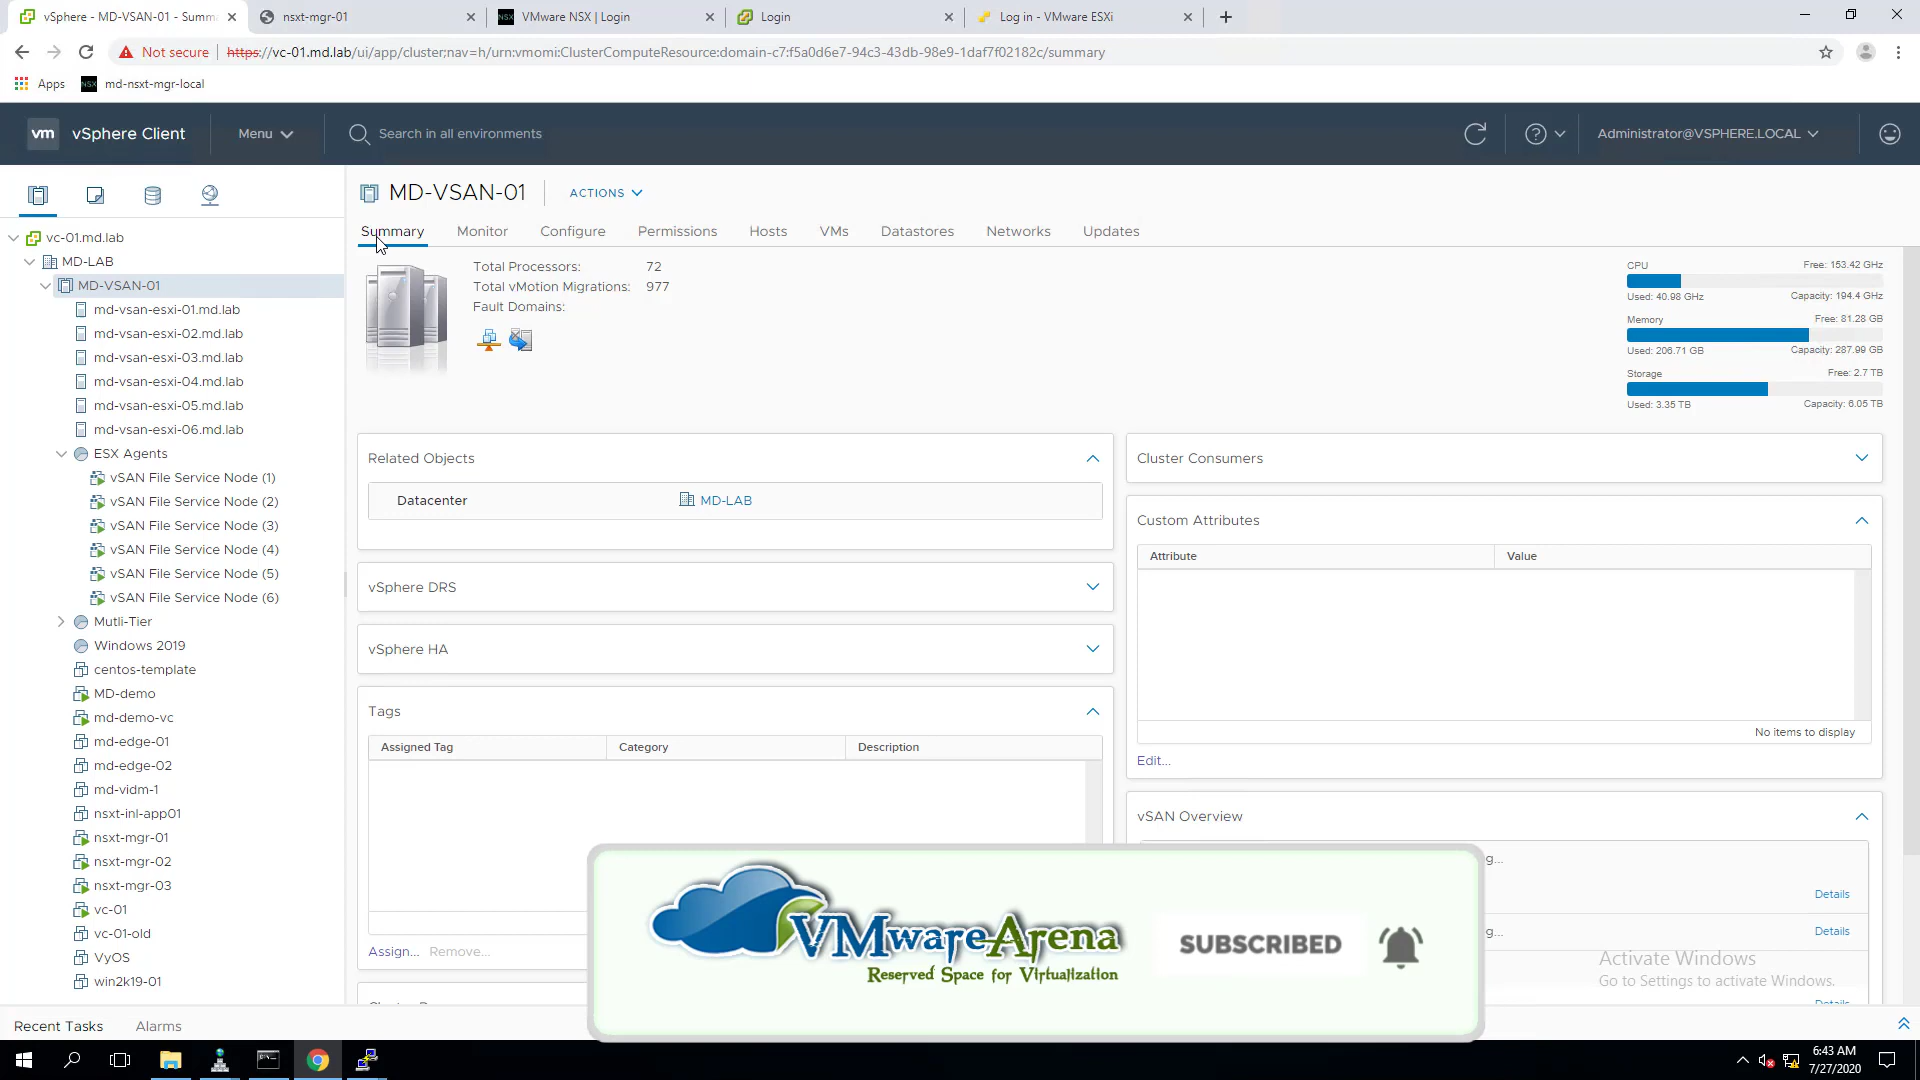 vSphere - MD-VSAN-01 - Summa
nsxt-mgr-01
NSX
VMware NSX | Login
Login
Log in - VMware ESXi
Not secure
https://vc-01.md.lab/ui/app/cluster;nav=h/urn:vmomi:ClusterComputeResource:domain-c7:f5a0d6e7-94c3-43db-98e9-1daf7f02182c/summary
Apps
NSX
md-nsxt-mgr-local
vm
vSphere Client
Menu
Search in all environments
Administrator@VSPHERE.LOCAL
MD-VSAN-01
ACTIONS
Summary
Monitor
Configure
Permissions
Hosts
VMs
Datastores
Networks
Updates
vc-01.md.lab
MD-LAB
MD-VSAN-01
md-vsan-esxi-01.md.lab
md-vsan-esxi-02.md.lab
md-vsan-esxi-03.md.lab
md-vsan-esxi-04.md.lab
md-vsan-esxi-05.md.lab
md-vsan-esxi-06.md.lab
ESX Agents
vSAN File Service Node (1)
vSAN File Service Node (2)
vSAN File Service Node (3)
vSAN File Service Node (4)
vSAN File Service Node (5)
vSAN File Service Node (6)
Mutli-Tier
Windows 2019
centos-template
MD-demo
md-demo-vc
md-edge-01
md-edge-02
md-vidm-1
nsxt-inl-app01
nsxt-mgr-01
nsxt-mgr-02
nsxt-mgr-03
vc-01
vc-01-old
VyOS
win2k19-01
Total Processors: 72
Total vMotion Migrations: 977
Fault Domains:
CPU Free: 153.42 GHz
Used: 40.98 GHz Capacity: 194.4 GHz
Memory Free: 81.28 GB
Used: 206.71 GB Capacity: 287.99 GB
Storage Free: 2.7 TB
Used: 3.35 TB Capacity: 6.05 TB
Related Objects
Datacenter MD-LAB
vSphere DRS
vSphere HA
Tags
Assigned Tag Category Description
Assign... Remove...
Cluster Consumers
Custom Attributes
Attribute Value
No items to display
Edit...
vSAN Overview
g...
Details
g...
Details
Activate Windows
Go to Settings to activate Windows.
Details
VMwareArena
Reserved Space for Virtualization
SUBSCRIBED
Recent Tasks
Alarms
6:43 AM
7/27/2020